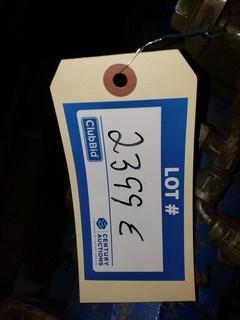 LOT #
ClubBid
2399 E
CENTURY
AUCTIONS